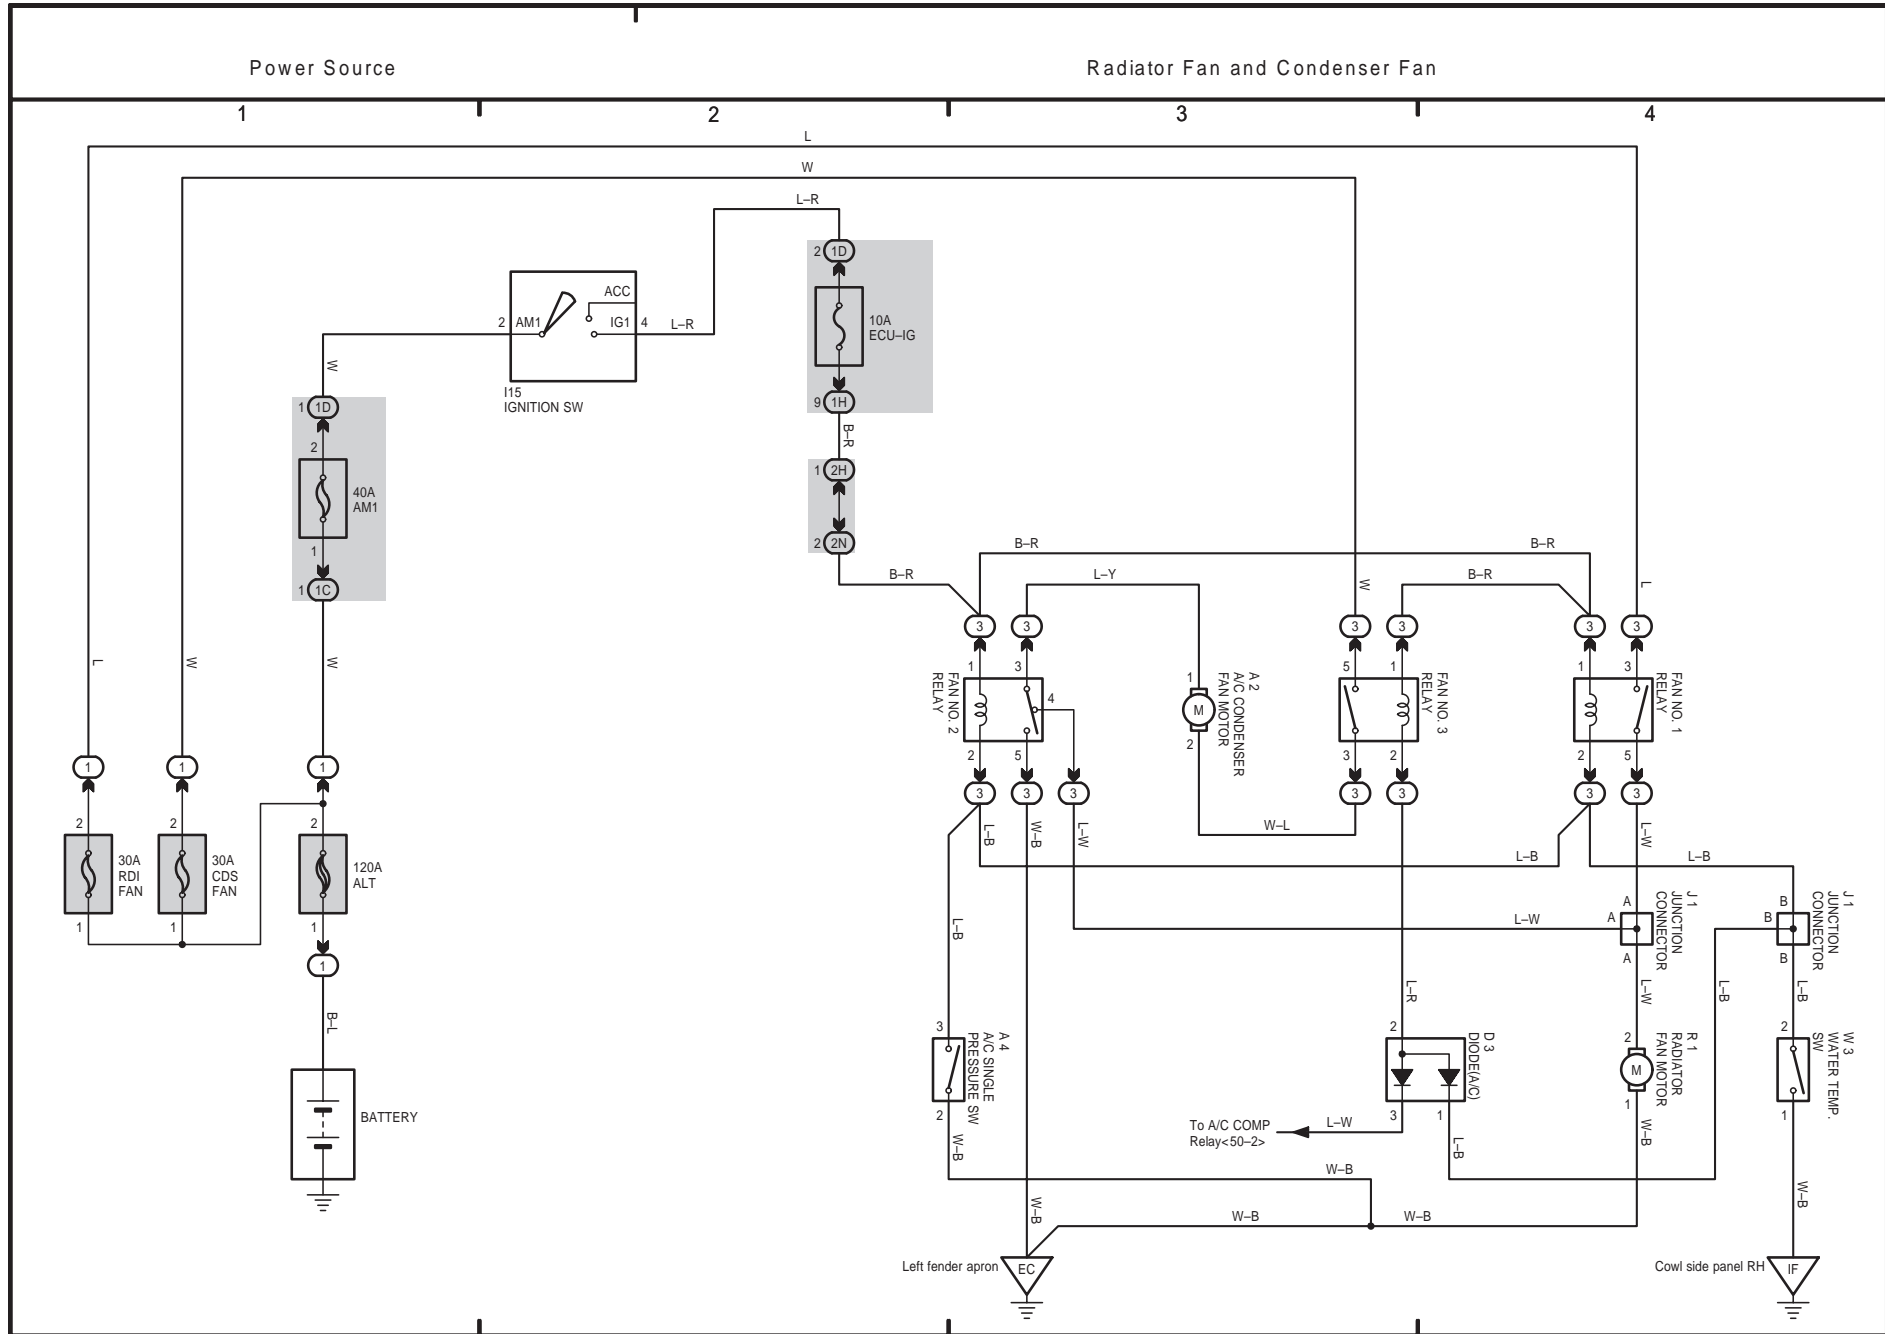 Power Source
Radiator Fan and Condenser Fan
1
2
3
4
L
W
L–R
2
1D
10A
ECU–IG
9
1H
B–R
1
2H
2
2N
ACC
2
AM1
IG1
4
L–R
I15
IGNITION SW
W
1
1D
2
40A
AM1
1
1
1C
W
L
W
1
1
1
2
2
2
30A
RDI
FAN
30A
CDS
FAN
120A
ALT
1
1
1
1
B–L
BATTERY
B–R
B–R
B–R
L–Y
W
B–R
L
3
3
3
3
3
3
1
3
4
2
5
FAN NO. 2
RELAY
1
M
2
A 2
A/C CONDENSER
FAN MOTOR
5
1
3
2
FAN NO. 3
RELAY
1
3
2
5
FAN NO. 1
RELAY
3
3
3
3
3
3
3
L–B
W–B
L–W
W–L
L–W
L–B
L–B
L–B
L–W
A
A
A
J 1
JUNCTION
CONNECTOR
B
B
B
J 1
JUNCTION
CONNECTOR
L–R
L–W
L–B
L–B
3
2
A 4
A/C SINGLE
PRESSURE SW
2
3
1
D 3
DIODE(A/C)
2
M
1
R 1
RADIATOR
FAN MOTOR
2
1
W 3
WATER TEMP.
SW
To A/C COMP
Relay<50–2>
L–W
W–B
L–B
W–B
W–B
W–B
W–B
W–B
W–B
Left fender apron
EC
Cowl side panel RH
IF